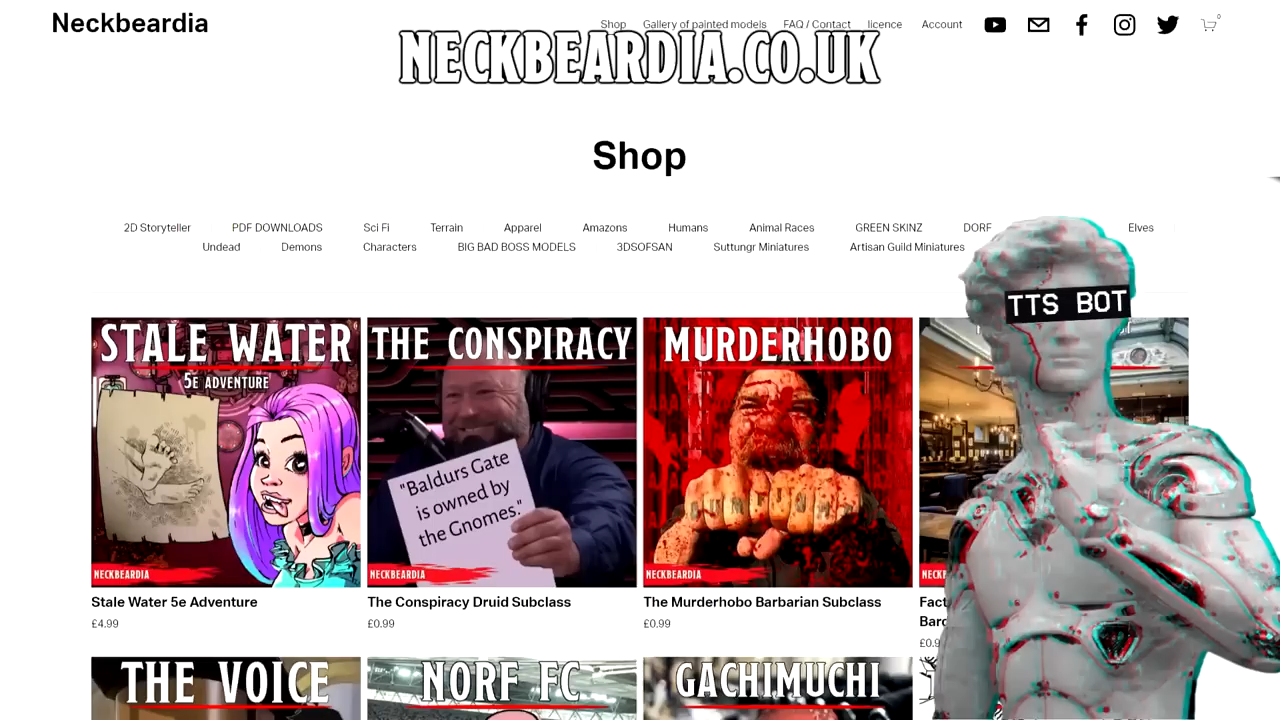 Neckbeardia
Shop Gallery of painted models FAQ / Contact licence Account 0
NECKBEARDIA.CO.UK
Shop
2D Storyteller PDF DOWNLOADS Sci Fi Terrain Apparel Amazons Humans Animal Races GREEN SKINZ DORF Elves
Undead Demons Characters BIG BAD BOSS MODELS 3DSOFSAN Suttungr Miniatures Artisan Guild Miniatures
TTS BOT
STALE WATER
5E ADVENTURE
NECKBEARDIA
Stale Water 5e Adventure
£4.99
THE CONSPIRACY
"Baldurs Gate
is owned by
the Gnomes."
NECKBEARDIA
The Conspiracy Druid Subclass
£0.99
MURDERHOBO
NECKBEARDIA
The Murderhobo Barbarian Subclass
£0.99
THE VOICE
NORF FC
GACHIMUCHI